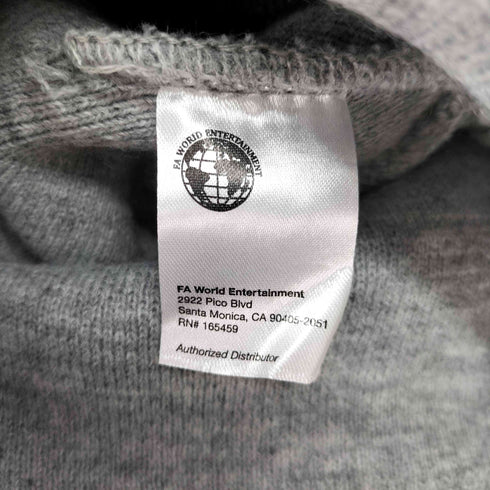 FA WORLD ENTERTAINMENT
FA World Entertainment
2922 Pico Blvd
Santa Monica, CA 90405-2051
RN# 165459
Authorized Distributor